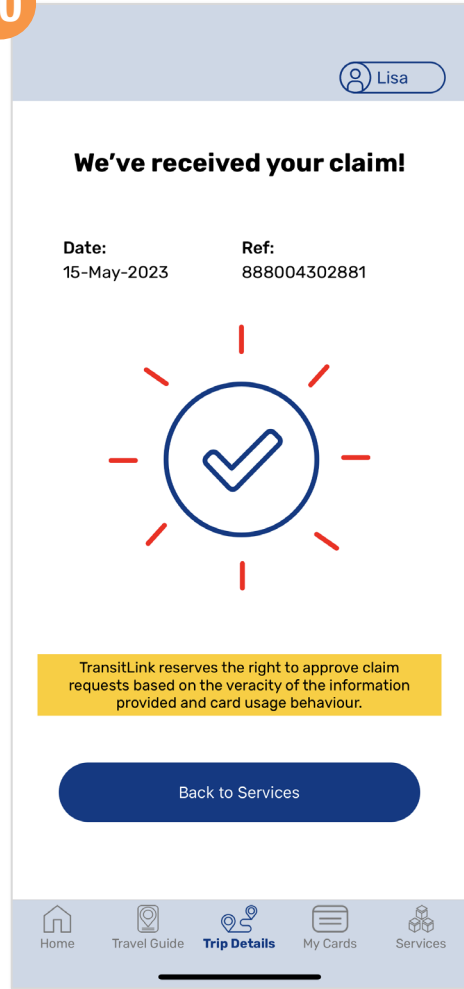 0
Lisa
We've received your claim!
Date: Ref:
15-May-2023 888004302881
TransitLink reserves the right to approve claim
requests based on the veracity of the information
provided and card usage behaviour.
Back to Services
Home Travel Guide Trip Details My Cards Services